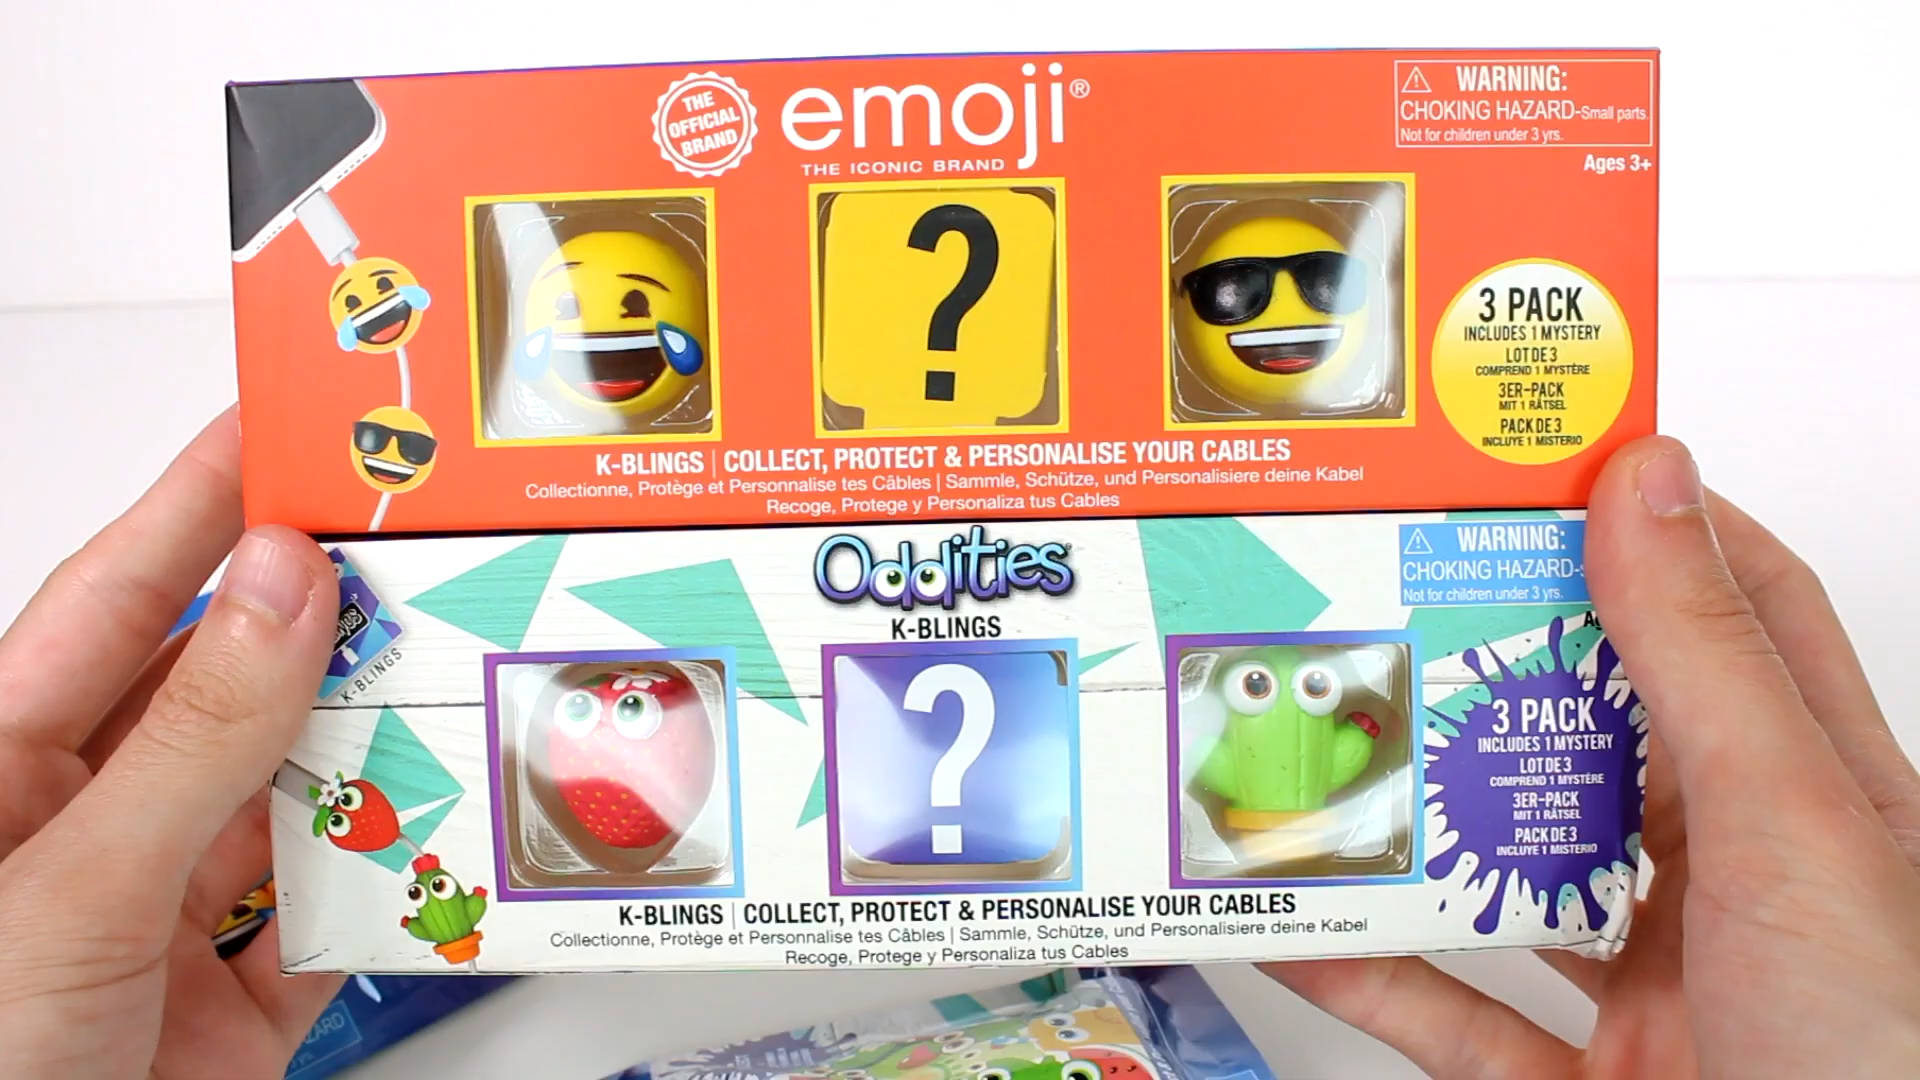 THE
OFFICIAL
BRAND
emoji®
THE ICONIC BRAND
WARNING:
CHOKING HAZARD-Small parts.
Not for children under 3 yrs.
Ages 3+
?
3 PACK
INCLUDES 1 MYSTERY
LOT DE 3
COMPREND 1 MYSTÈRE
3ER-PACK
MIT 1 RÄTSEL
PACK DE 3
INCLUYE 1 MISTERIO
K-BLINGS | COLLECT, PROTECT & PERSONALISE YOUR CABLES
Collectionne, Protège et Personnalise tes Câbles | Sammle, Schütze, und Personalisiere deine Kabel
Recoge, Protege y Personaliza tus Cables
Oddities
K-BLINGS
WARNING:
CHOKING HAZARD-
Not for children under 3 yrs.
K-BLINGS
?
3 PACK
INCLUDES 1 MYSTERY
LOT DE 3
COMPREND 1 MYSTÈRE
3ER-PACK
MIT 1 RÄTSEL
PACK DE 3
INCLUYE 1 MISTERIO
K-BLINGS | COLLECT, PROTECT & PERSONALISE YOUR CABLES
Collectionne, Protège et Personnalise tes Câbles | Sammle, Schütze, und Personalisiere deine Kabel
Recoge, Protege y Personaliza tus Cables